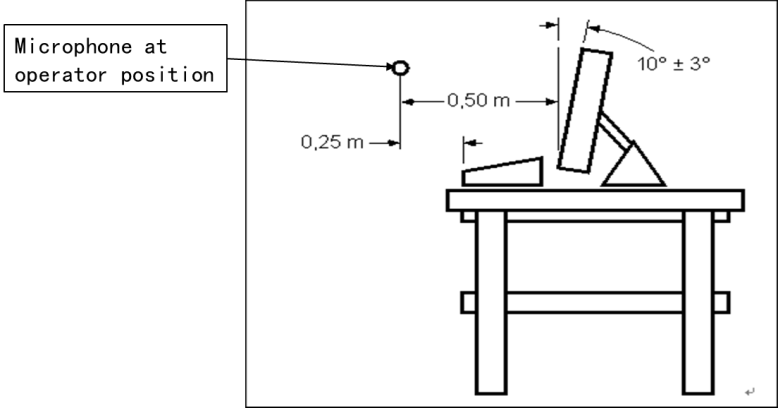 Microphone at
operator position
10° ± 3°
0,50 m
0,25 m